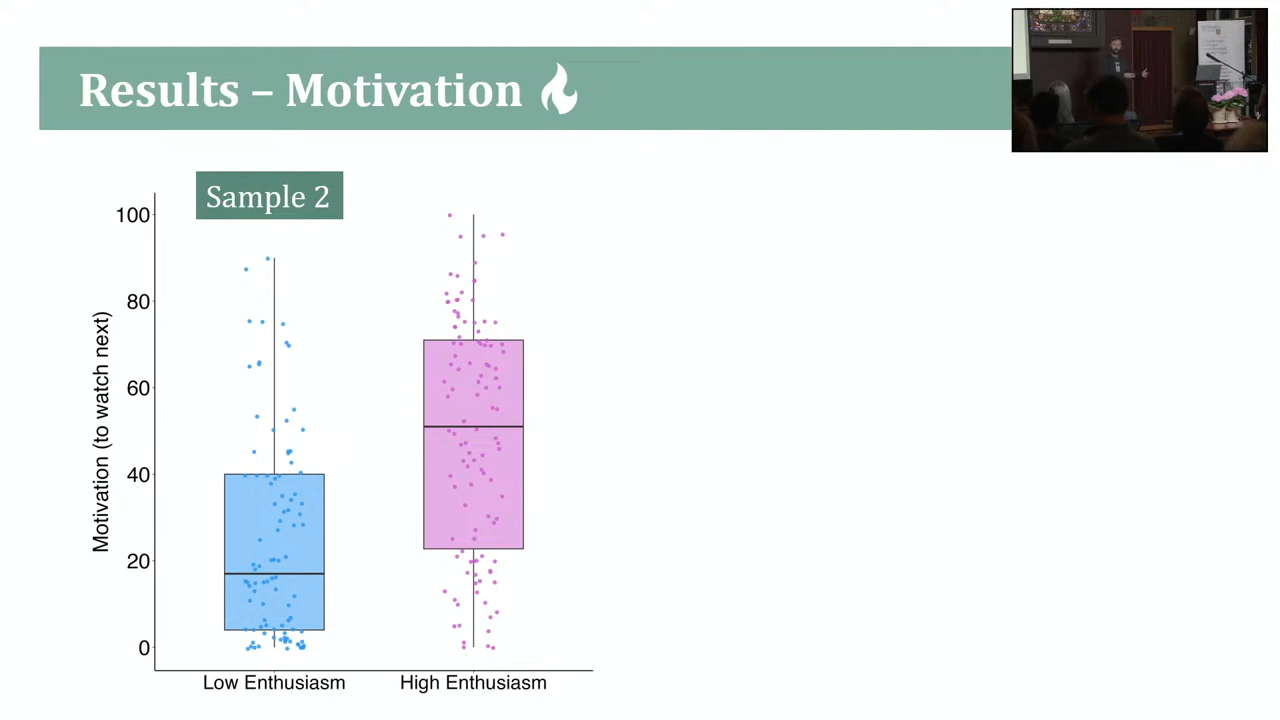 Results – Motivation
Sample 2
Motivation (to watch next)
100
80
60
40
20
0
Low Enthusiasm
High Enthusiasm